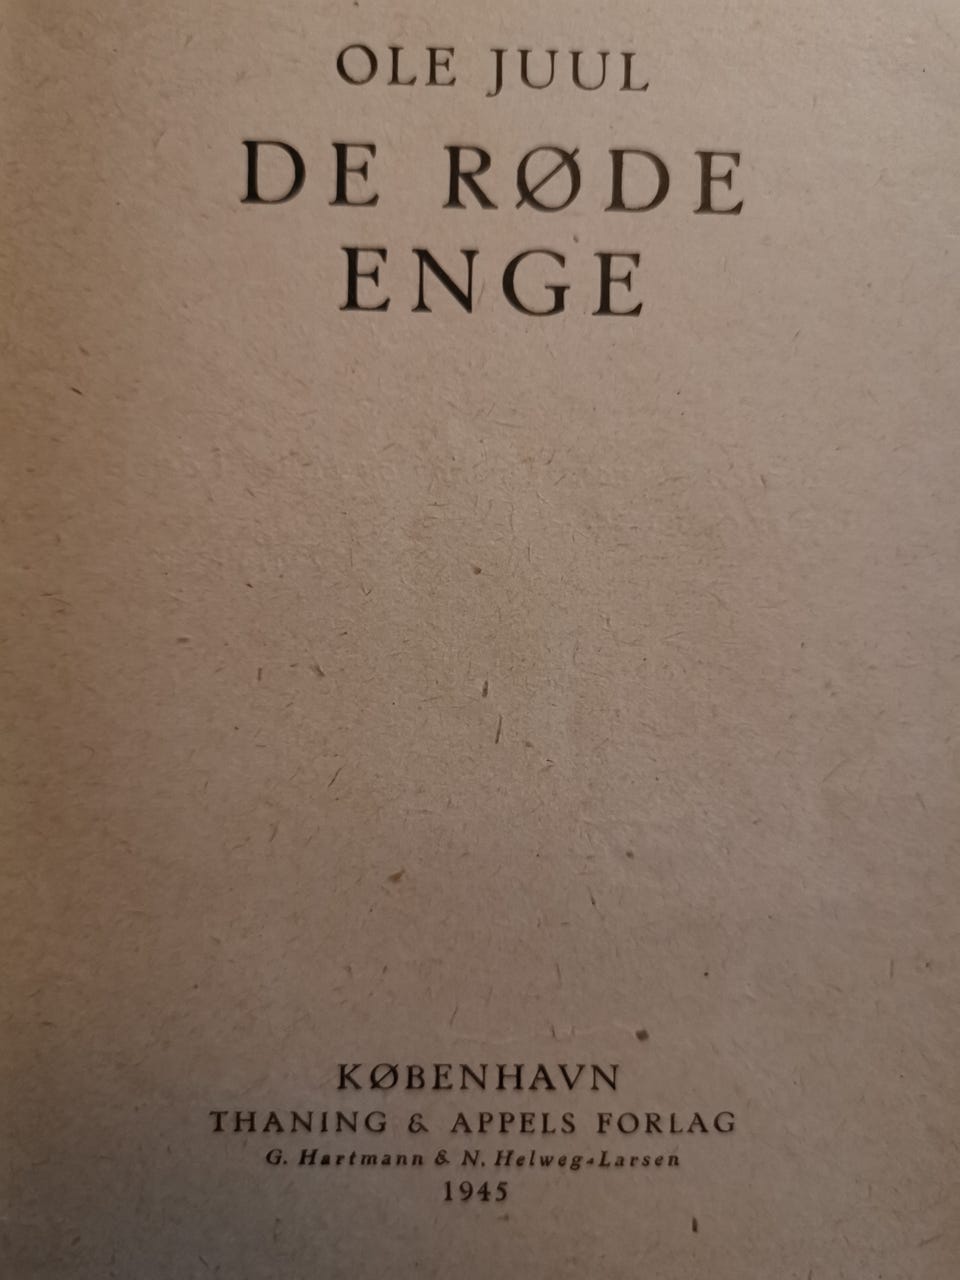 OLE JUUL
DE RØDE
ENGE
KØBENHAVN
THANING & APPELS FORLAG
G. Hartmann & N. Helweg-Larsen
1945